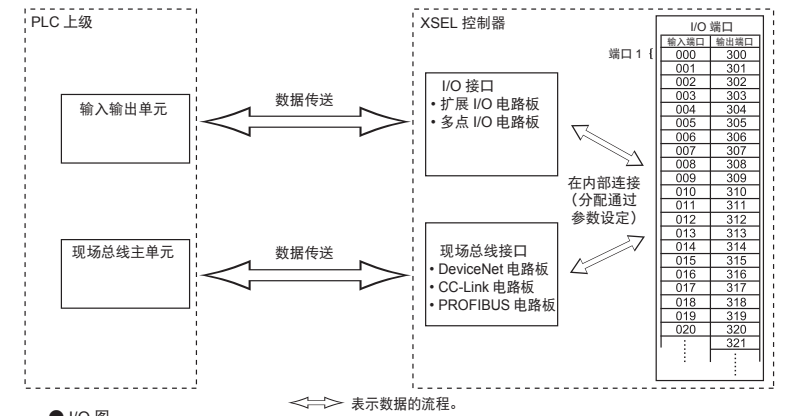 PLC 上级
输入输出单元
现场总线主单元
数据传送
数据传送
XSEL 控制器
I/O 接口
• 扩展 I/O 电路板
• 多点 I/O 电路板
现场总线接口
• DeviceNet 电路板
• CC-Link 电路板
• PROFIBUS 电路板
在内部连接
（分配通过
参数设定）
端口 1 {
I/O 端口
输入端口 输出端口
000 300
001 301
002 302
003 303
004 304
005 305
006 306
007 307
008 308
009 309
010 310
011 311
012 312
013 313
014 314
015 315
016 316
017 317
018 318
019 319
020 320
321
表示数据的流程。
● I/O 图